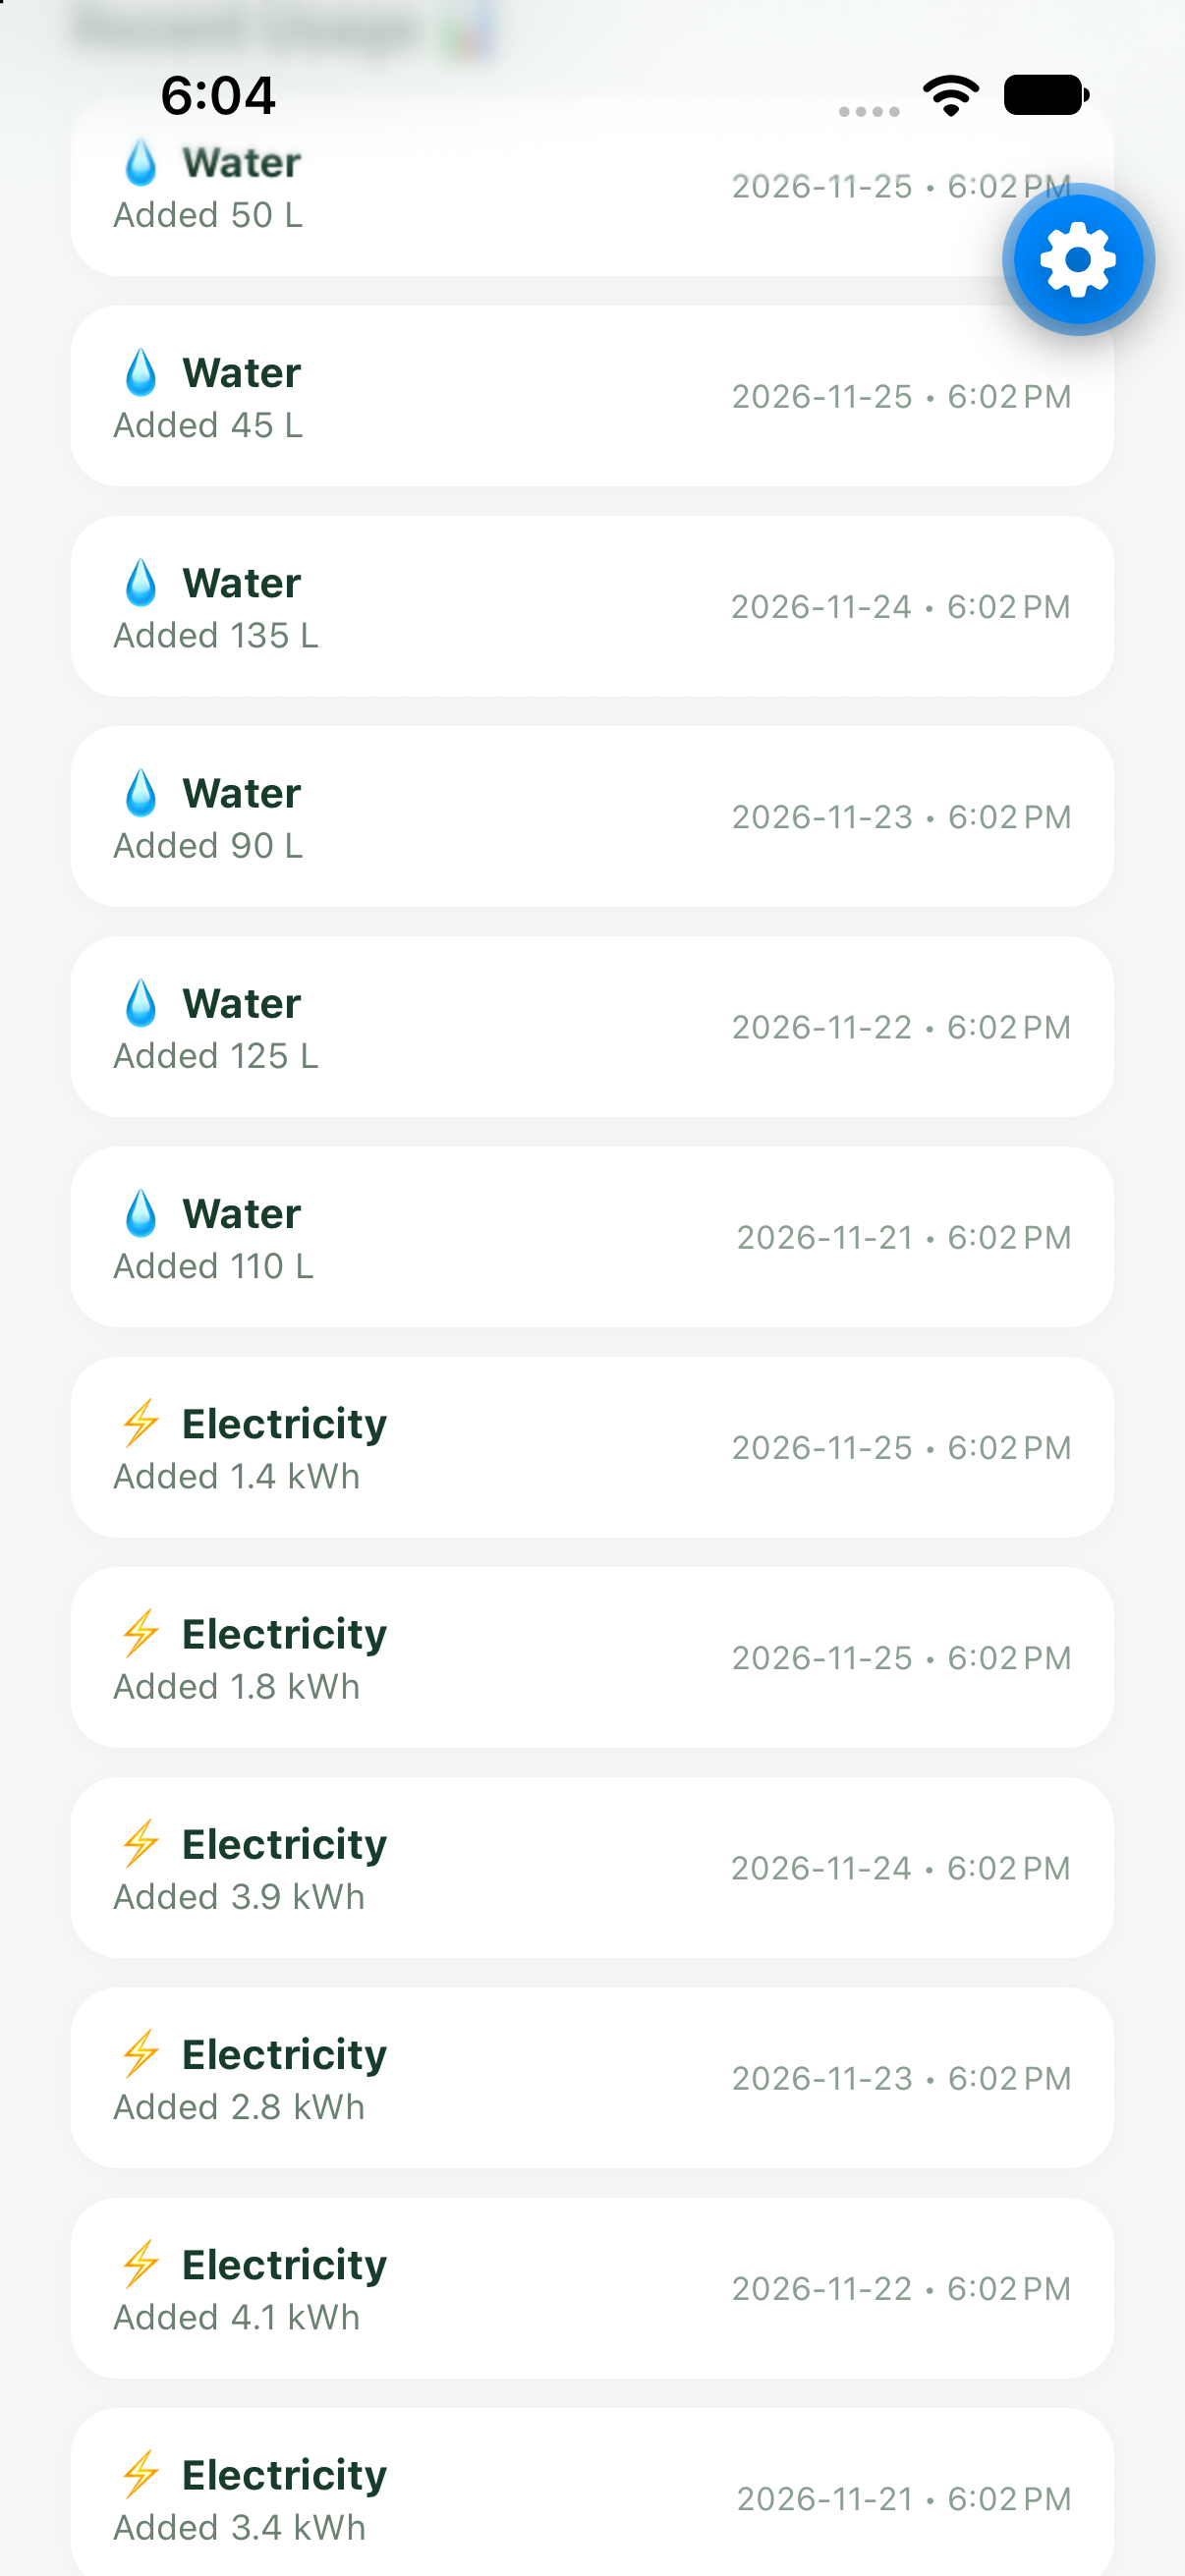 Recent Usage
6:04
Water
2026-11-25 • 6:02 PM
Added 50 L
Water
2026-11-25 • 6:02 PM
Added 45 L
Water
2026-11-24 • 6:02 PM
Added 135 L
Water
2026-11-23 • 6:02 PM
Added 90 L
Water
2026-11-22 • 6:02 PM
Added 125 L
Water
2026-11-21 • 6:02 PM
Added 110 L
Electricity
2026-11-25 • 6:02 PM
Added 1.4 kWh
Electricity
2026-11-25 • 6:02 PM
Added 1.8 kWh
Electricity
2026-11-24 • 6:02 PM
Added 3.9 kWh
Electricity
2026-11-23 • 6:02 PM
Added 2.8 kWh
Electricity
2026-11-22 • 6:02 PM
Added 4.1 kWh
Electricity
2026-11-21 • 6:02 PM
Added 3.4 kWh